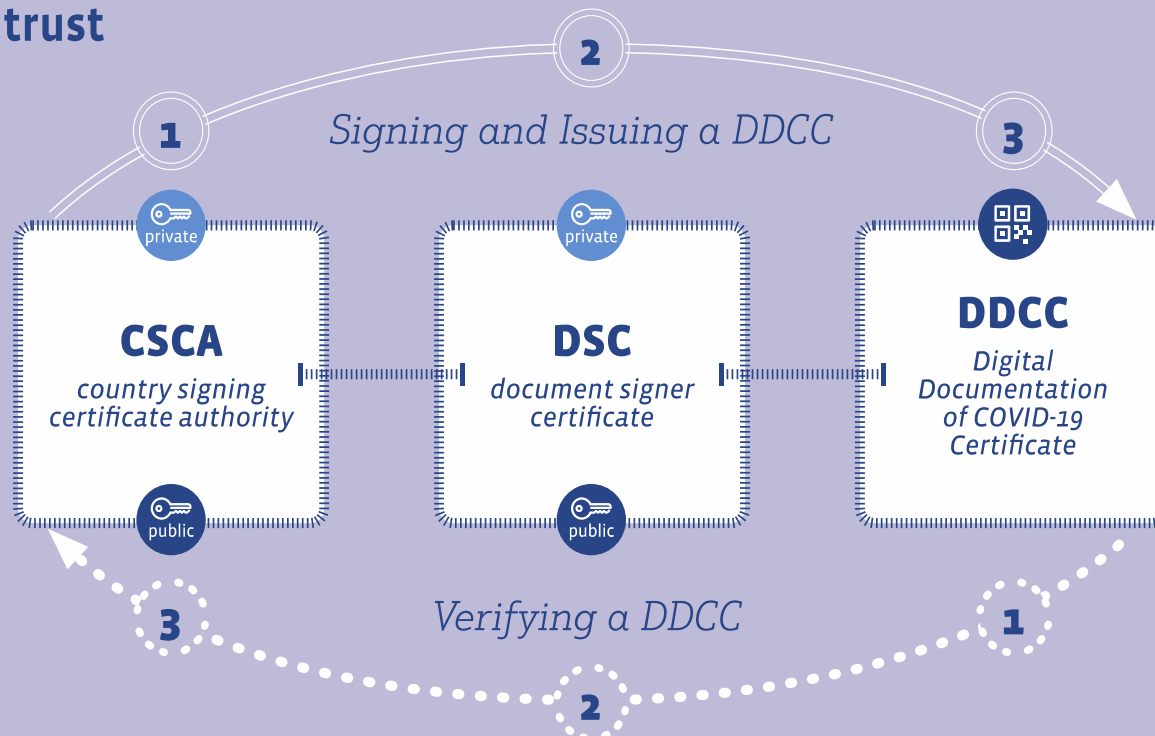 trust
2
1
Signing and Issuing a DDCC
3
private
private
CSCA
country signing
certificate authority
DSC
document signer
certificate
DDCC
Digital
Documentation
of COVID-19
Certificate
public
public
3
Verifying a DDCC
1
2